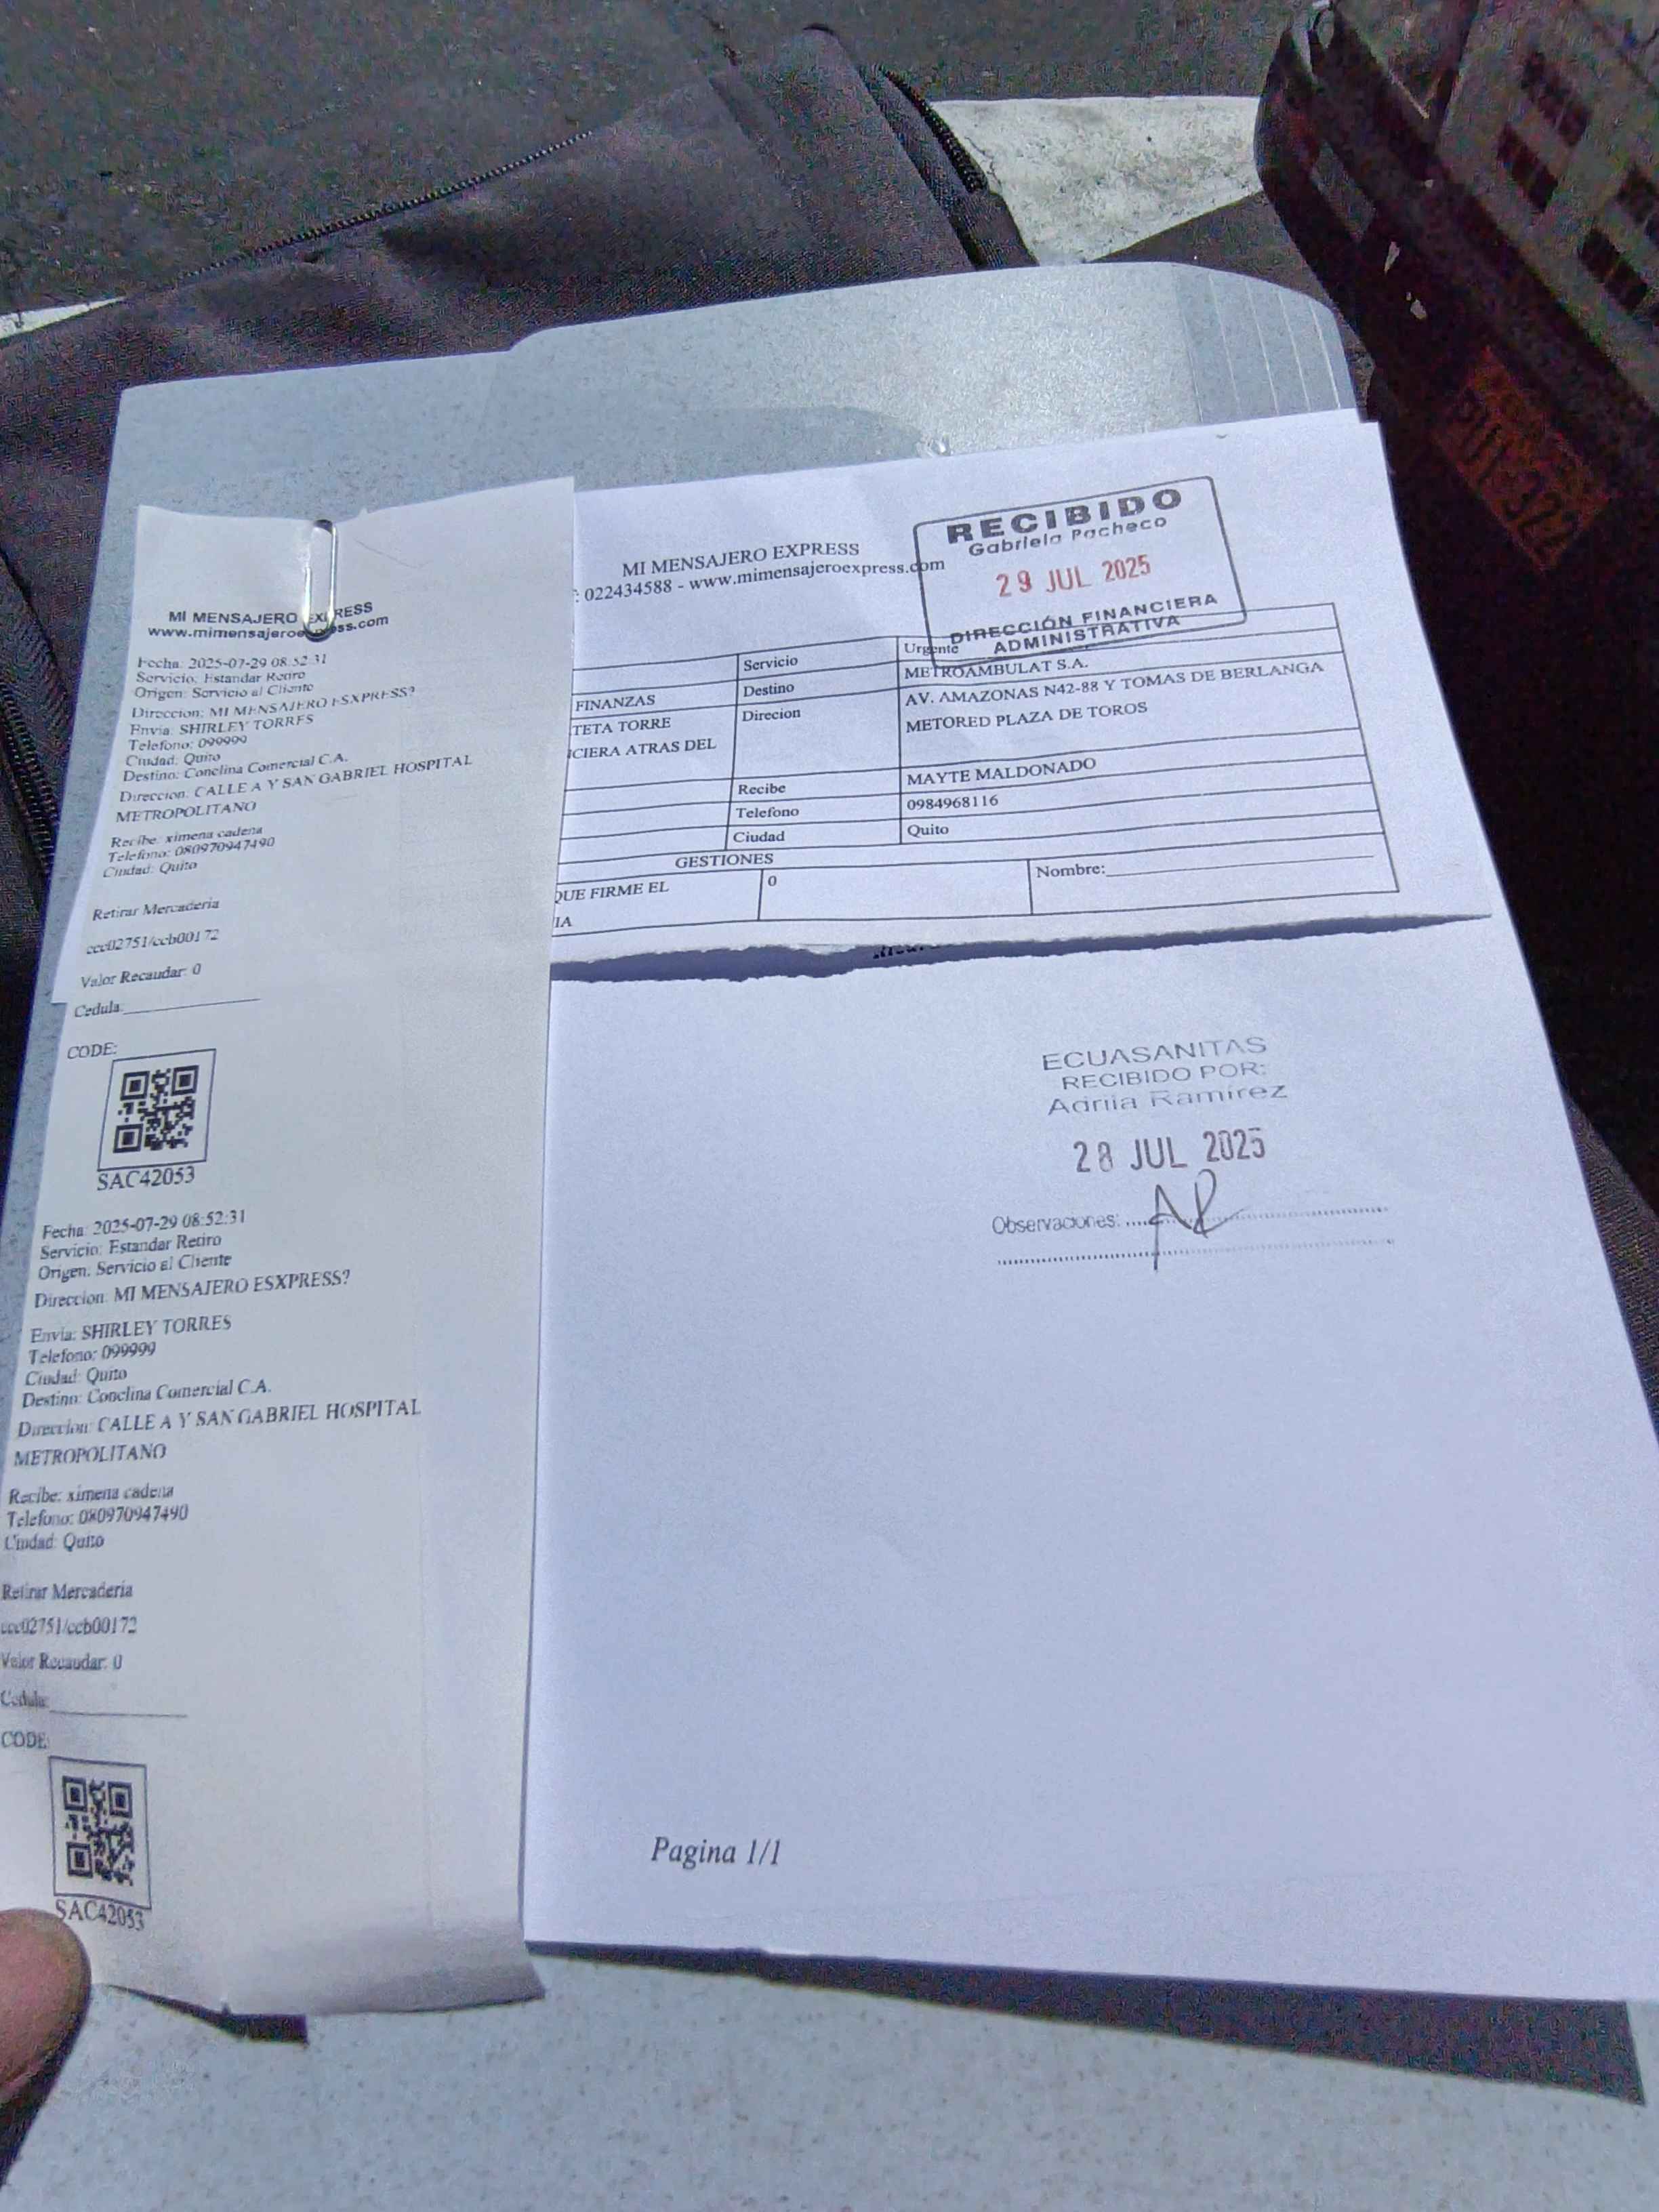 MI MENSAJERO EXPRESS
www.mimensajeroexpress.com
Fecha: 2025-07-29 08:52:31
Servicio: Estandar Retiro
Origen: Servicio al Cliente
Direccion: MI MENSAJERO ESXPRESS?
Envia: SHIRLEY TORRES
Telefono: 099999
Ciudad: Quito
Destino: Conclina Comercial C.A.
Direccion: CALLE A Y SAN GABRIEL HOSPITAL
METROPOLITANO
Recibe: ximena cadena
Telefono: 080970947490
Ciudad: Quito
Retirar Mercaderia
ccc02751/ccb00172
Valor Recaudar: 0
Cedula:
CODE:
SAC42053
Fecha: 2025-07-29 08:52:31
Servicio: Estandar Retiro
Origen: Servicio al Cliente
Direccion: MI MENSAJERO ESXPRESS?
Envia: SHIRLEY TORRES
Telefono: 099999
Ciudad: Quito
Destino: Conclina Comercial C.A.
Direccion: CALLE A Y SAN GABRIEL HOSPITAL
METROPOLITANO
Recibe: ximena cadena
Telefono: 080970947490
Ciudad: Quito
Retirar Mercaderia
ccc02751/ccb00172
Valor Recaudar: 0
Cedula:
CODE:
SAC42053
MI MENSAJERO EXPRESS
: 022434588 - www.mimensajeroexpress.com
RECIBIDO
Gabriela Pacheco
29 JUL 2025
DIRECCIÓN FINANCIERA
ADMINISTRATIVA
Servicio Urgente
FINANZAS Destino METROAMBULAT S.A.
TETA TORRE Direcion AV. AMAZONAS N42-88 Y TOMAS DE BERLANGA
CIERA ATRAS DEL METORED PLAZA DE TOROS
Recibe MAYTE MALDONADO
Telefono 0984968116
Ciudad Quito
GESTIONES
QUE FIRME EL 0 Nombre:
IA
ECUASANITAS
RECIBIDO POR:
Adriia Ramirez
28 JUL 2025
Observaciones: AR
Pagina 1/1